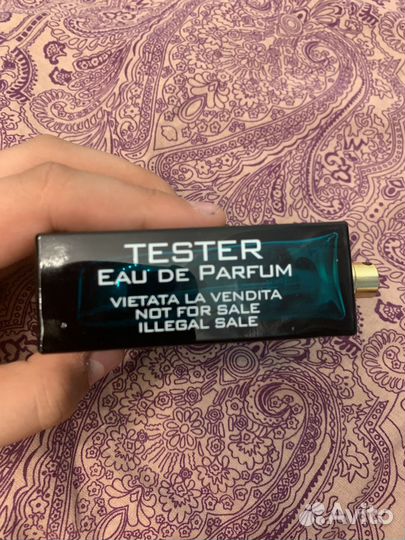 TESTER
EAU DE PARFUM
VIETATA LA VENDITA
NOT FOR SALE
ILLEGAL SALE
Avito